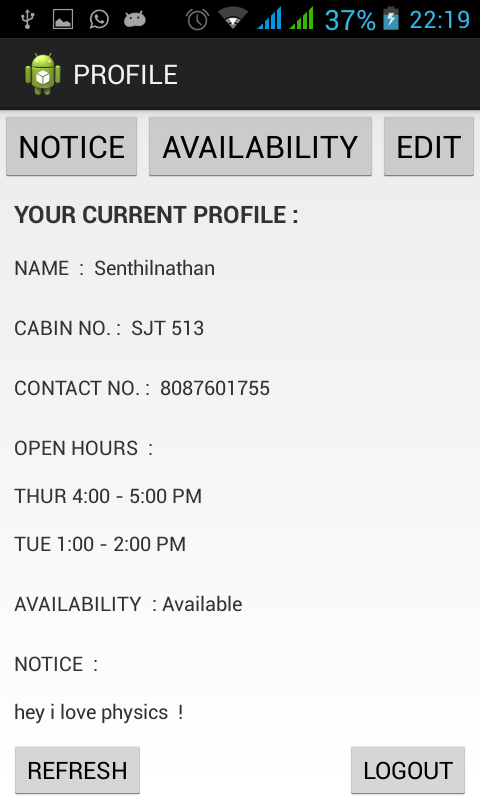 37% 22:19
PROFILE
NOTICE AVAILABILITY EDIT
YOUR CURRENT PROFILE :
NAME  :  Senthilnathan
CABIN NO. :  SJT 513
CONTACT NO. :  8087601755
OPEN HOURS  :
THUR 4:00 - 5:00 PM
TUE 1:00 - 2:00 PM
AVAILABILITY  : Available
NOTICE  :
hey i love physics  !
REFRESH LOGOUT